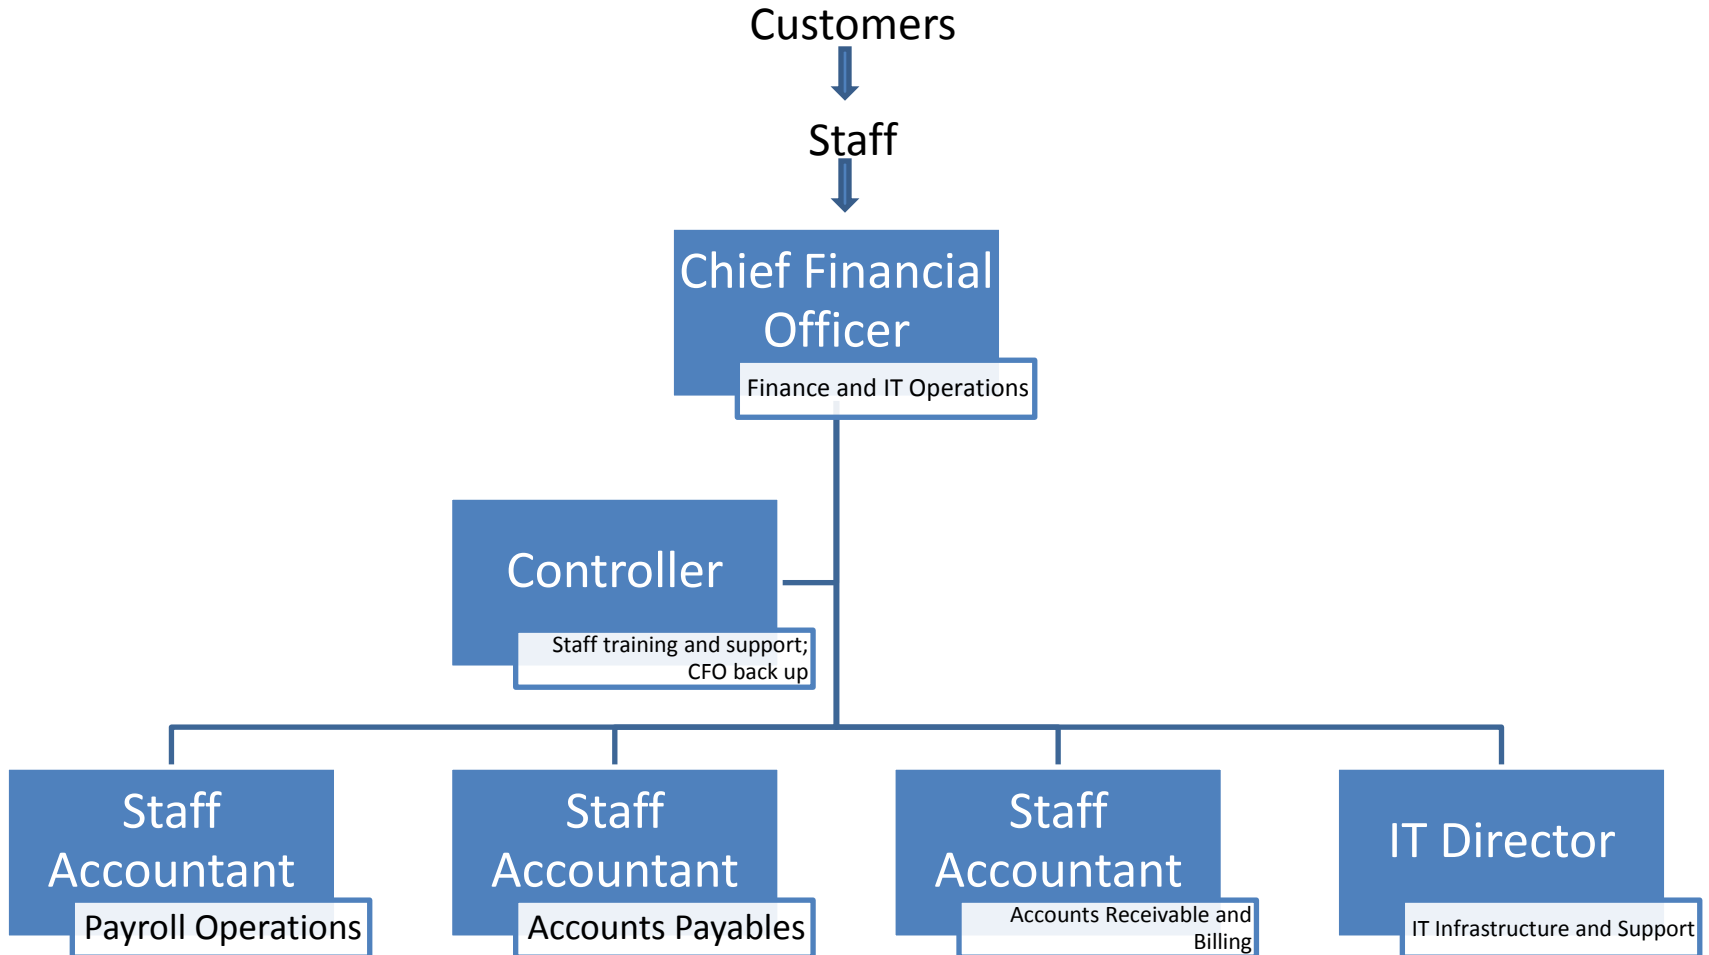 Customers
Staff
Chief Financial
Officer
Finance and IT Operations
Controller
Staff training and support;
CFO back up
Staff
Accountant
Payroll Operations
Staff
Accountant
Accounts Payables
Staff
Accountant
Accounts Receivable and
Billing
IT Director
IT Infrastructure and Support